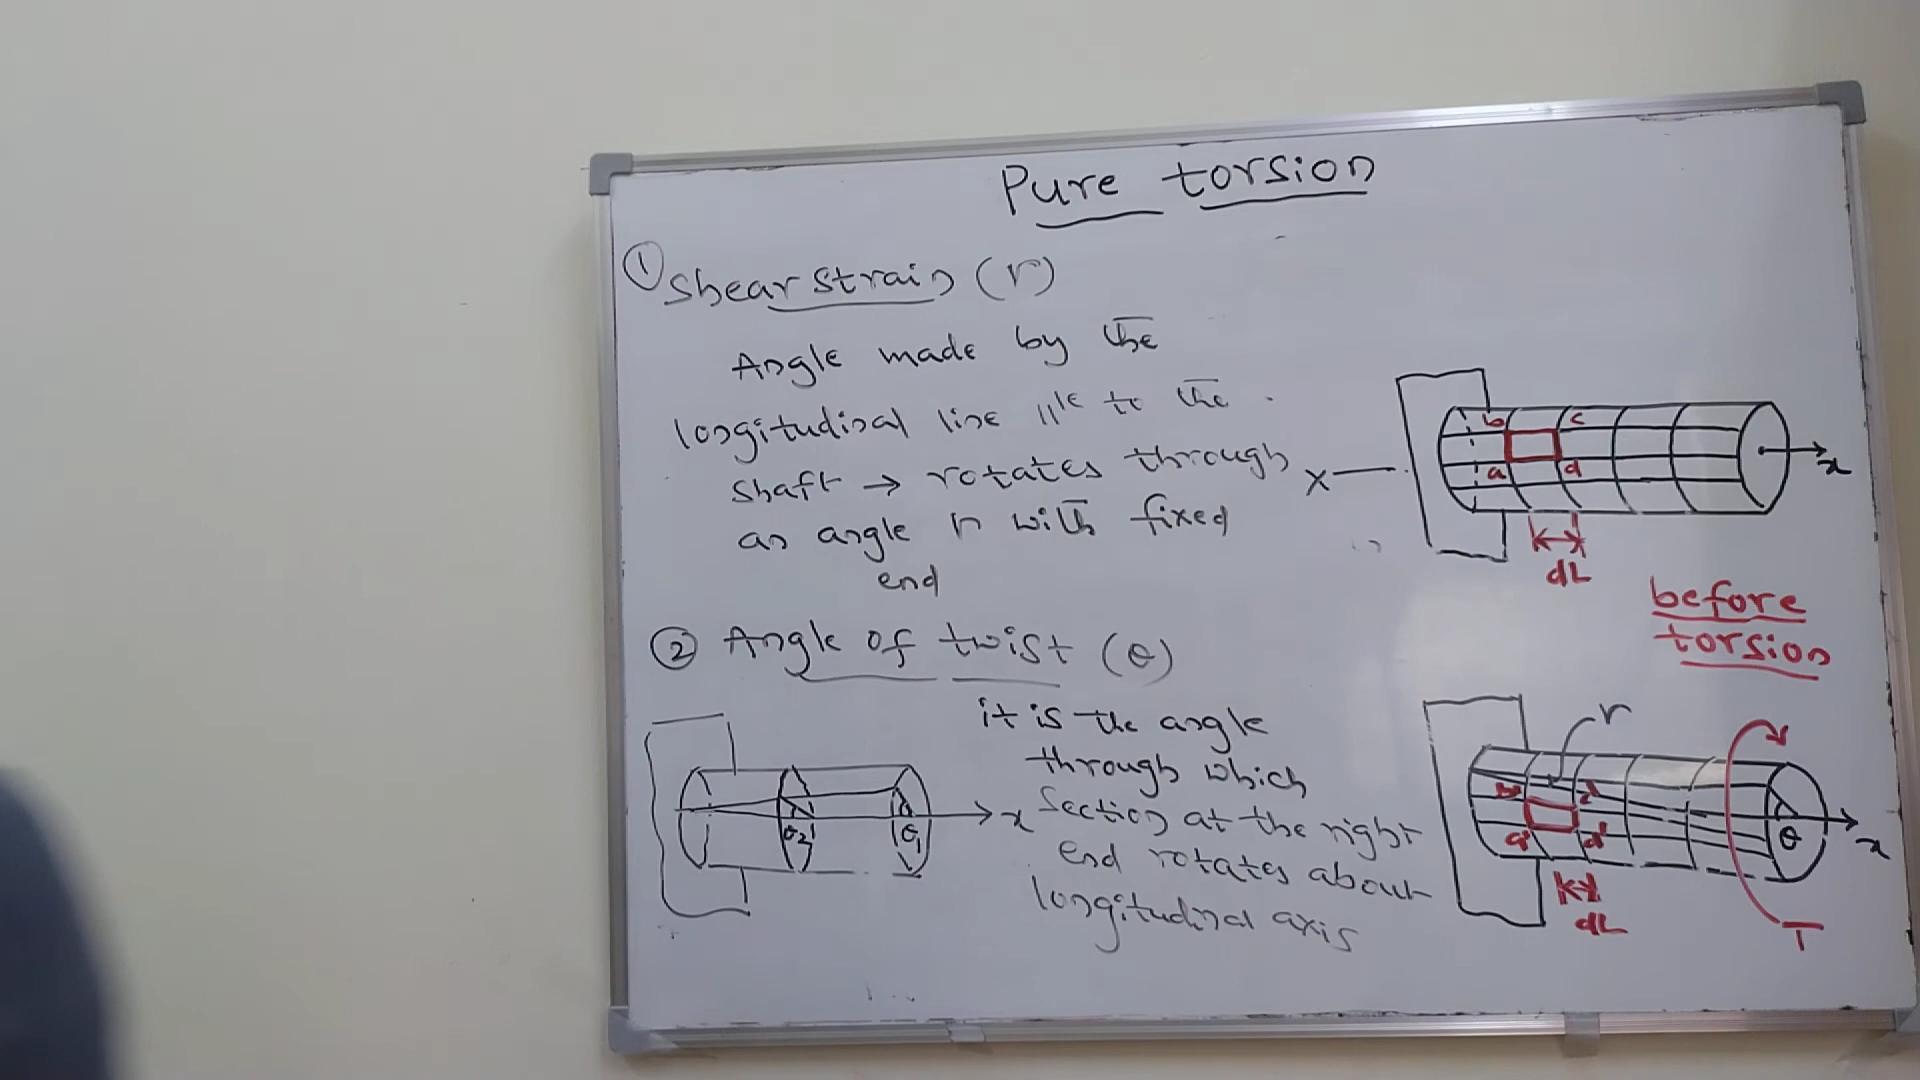 Pure torsion
① Shear strain (r)
Angle made by the
longitudinal line 11le to the
shaft → rotates through
an angle r with fixed
end
② Angle of twist (θ)
it is the angle
through which
section at the right
end rotates about
longitudinal axis
θ2
θ1
x
x
b
c
a
d
x
dL
before
torsion
r
b'
c'
a'
d'
θ
x
dL
T